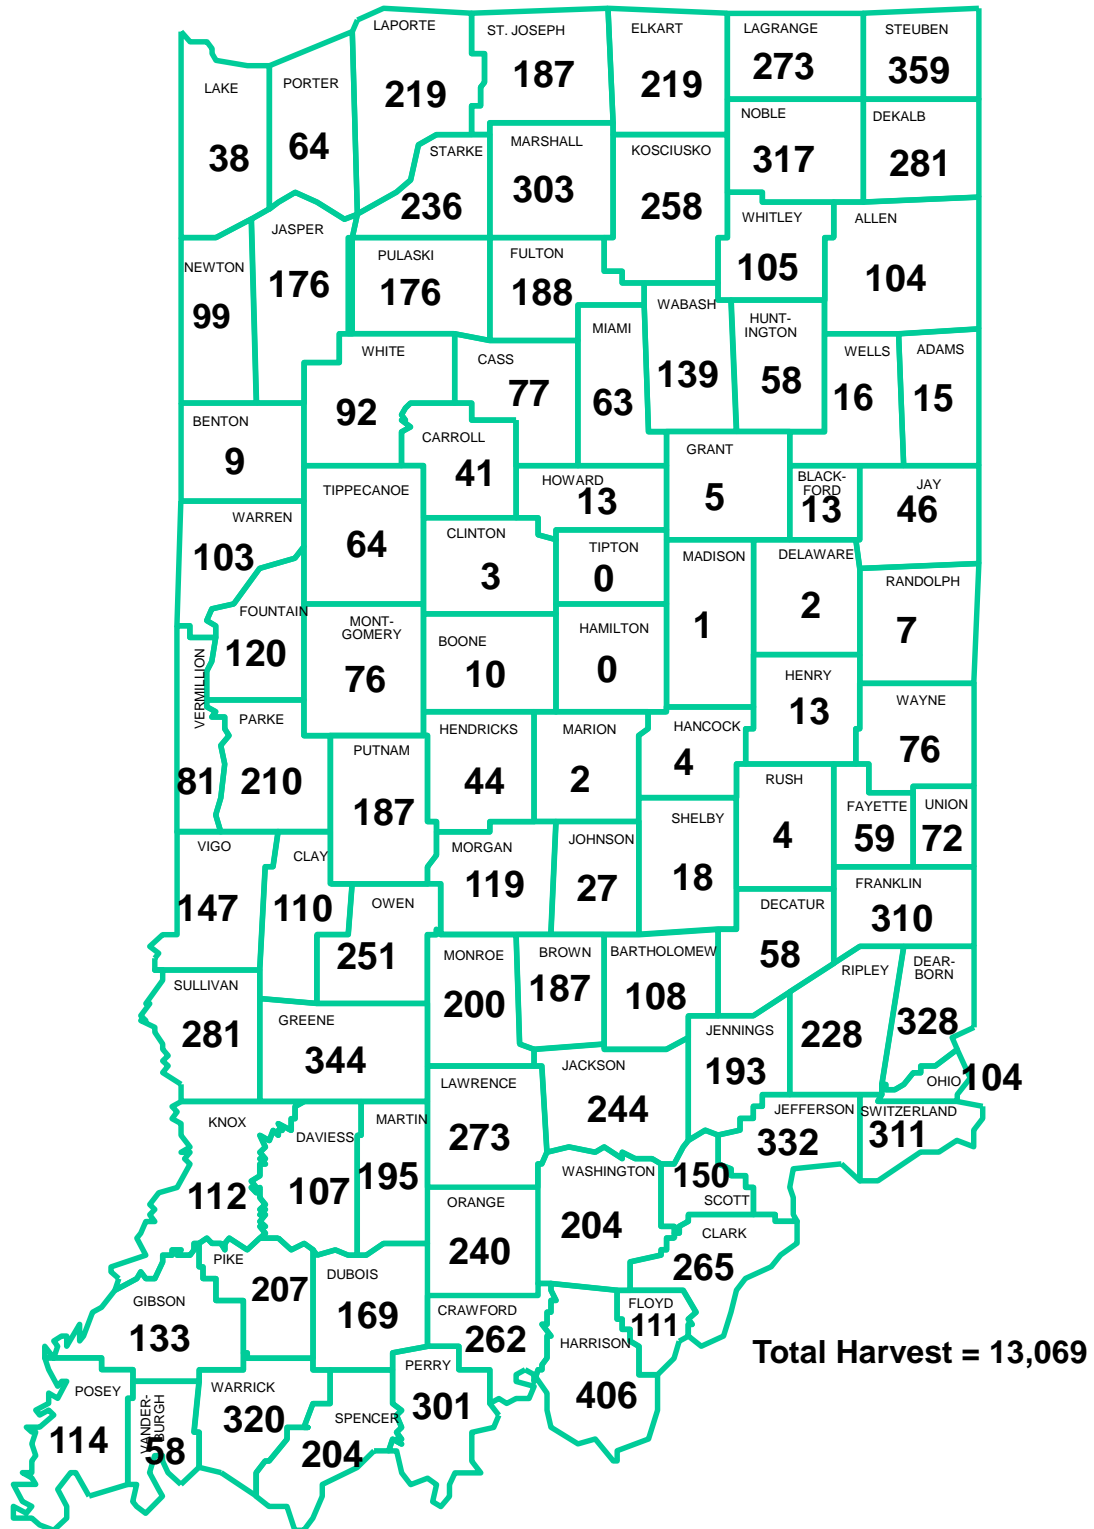 LAPORTE
219
ST. JOSEPH
187
ELKART
219
LAGRANGE
273
STEUBEN
359
LAKE
38
PORTER
64
STARKE
236
MARSHALL
303
KOSCIUSKO
258
NOBLE
317
DEKALB
281
NEWTON
99
JASPER
176
PULASKI
176
FULTON
188
WHITLEY
105
ALLEN
104
WHITE
92
CASS
77
MIAMI
63
WABASH
139
HUNT-
INGTON
58
WELLS
16
ADAMS
15
BENTON
9
CARROLL
41
HOWARD
13
GRANT
5
BLACK-
FORD
13
JAY
46
WARREN
103
TIPPECANOE
64
CLINTON
3
TIPTON
0
MADISON
1
DELAWARE
2
RANDOLPH
7
FOUNTAIN
120
MONT-
GOMERY
76
BOONE
10
HAMILTON
0
HENRY
13
WAYNE
76
VERMILLION
81
PARKE
210
PUTNAM
187
HENDRICKS
44
MARION
2
HANCOCK
4
RUSH
4
FAYETTE
59
UNION
72
VIGO
147
CLAY
110
OWEN
251
MORGAN
119
JOHNSON
27
SHELBY
18
DECATUR
58
FRANKLIN
310
SULLIVAN
281
GREENE
344
MONROE
200
BROWN
187
BARTHOLOMEW
108
JENNINGS
193
RIPLEY
228
DEAR-
BORN
328
OHIO
104
KNOX
112
DAVIESS
107
MARTIN
195
LAWRENCE
273
JACKSON
244
JEFFERSON
332
SWITZERLAND
311
ORANGE
240
WASHINGTON
204
150
SCOTT
CLARK
265
GIBSON
133
PIKE
207
DUBOIS
169
CRAWFORD
262
FLOYD
111
HARRISON
406
POSEY
114
VANDER-
BURGH
58
WARRICK
320
SPENCER
204
PERRY
301
Total Harvest = 13,069